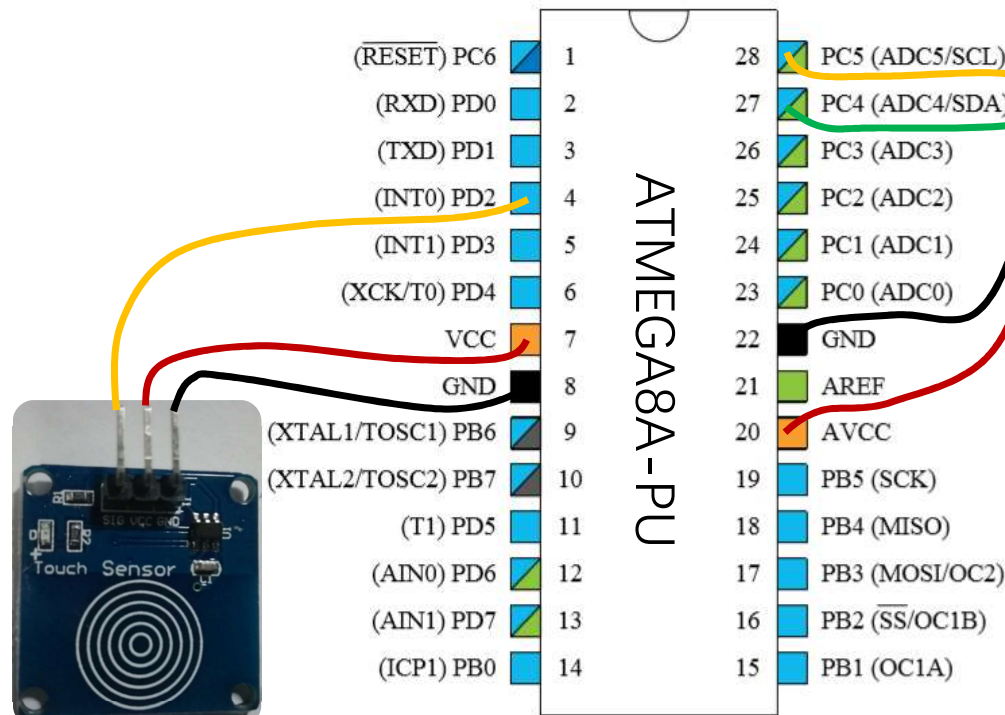 (RESET) PC6 1
(RXD) PD0 2
(TXD) PD1 3
(INT0) PD2 4
(INT1) PD3 5
(XCK/T0) PD4 6
VCC 7
GND 8
(XTAL1/TOSC1) PB6 9
(XTAL2/TOSC2) PB7 10
(T1) PD5 11
(AIN0) PD6 12
(AIN1) PD7 13
(ICP1) PB0 14
ATMEGA8A-PU
28 PC5 (ADC5/SCL)
27 PC4 (ADC4/SDA)
26 PC3 (ADC3)
25 PC2 (ADC2)
24 PC1 (ADC1)
23 PC0 (ADC0)
22 GND
21 AREF
20 AVCC
19 PB5 (SCK)
18 PB4 (MISO)
17 PB3 (MOSI/OC2)
16 PB2 (SS/OC1B)
15 PB1 (OC1A)
SIG VCC GND
R2
Touch Sensor